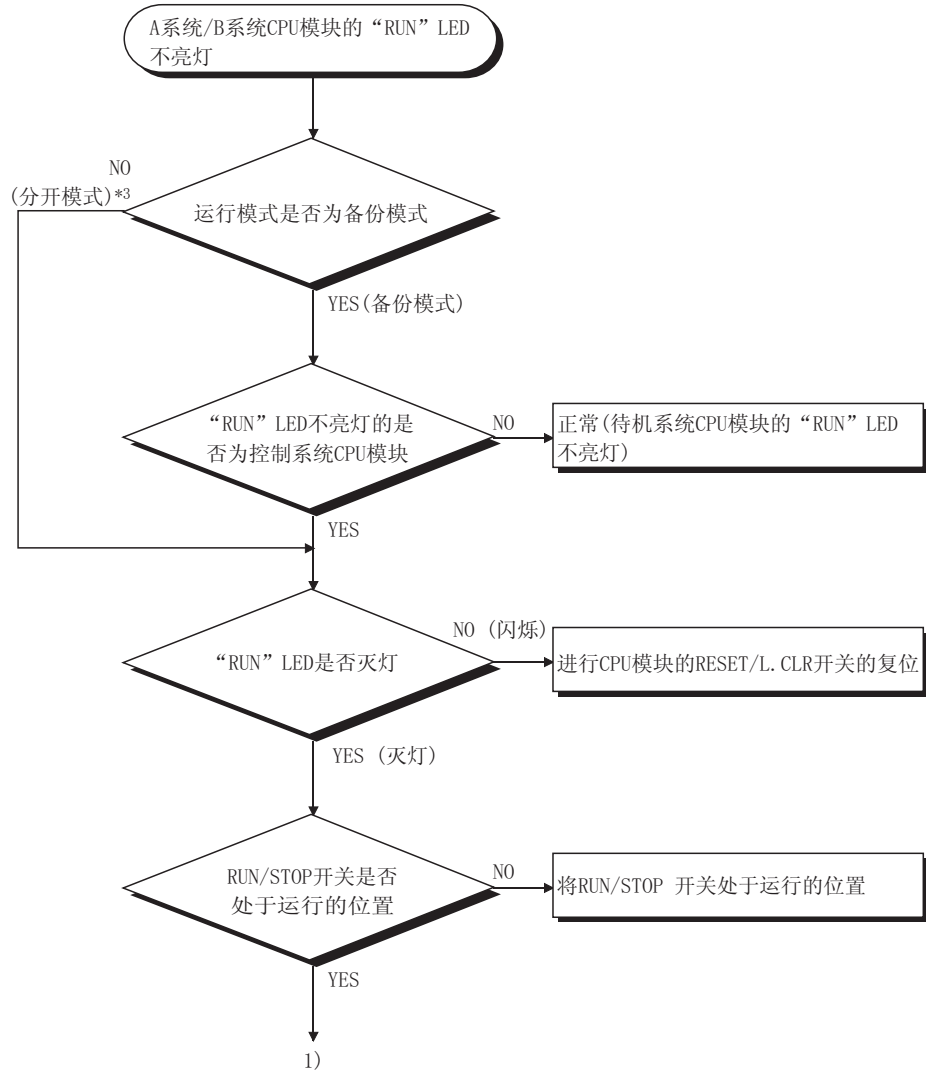 A系统/B系统CPU模块的“RUN”LED
不亮灯
NO
(分开模式)*3
运行模式是否为备份模式
YES(备份模式)
“RUN”LED不亮灯的是
否为控制系统CPU模块
NO
正常(待机系统CPU模块的“RUN”LED
不亮灯)
YES
“RUN”LED是否灭灯
NO (闪烁)
进行CPU模块的RESET/L.CLR开关的复位
YES (灭灯)
RUN/STOP开关是否
处于运行的位置
NO
将RUN/STOP 开关处于运行的位置
YES
1)